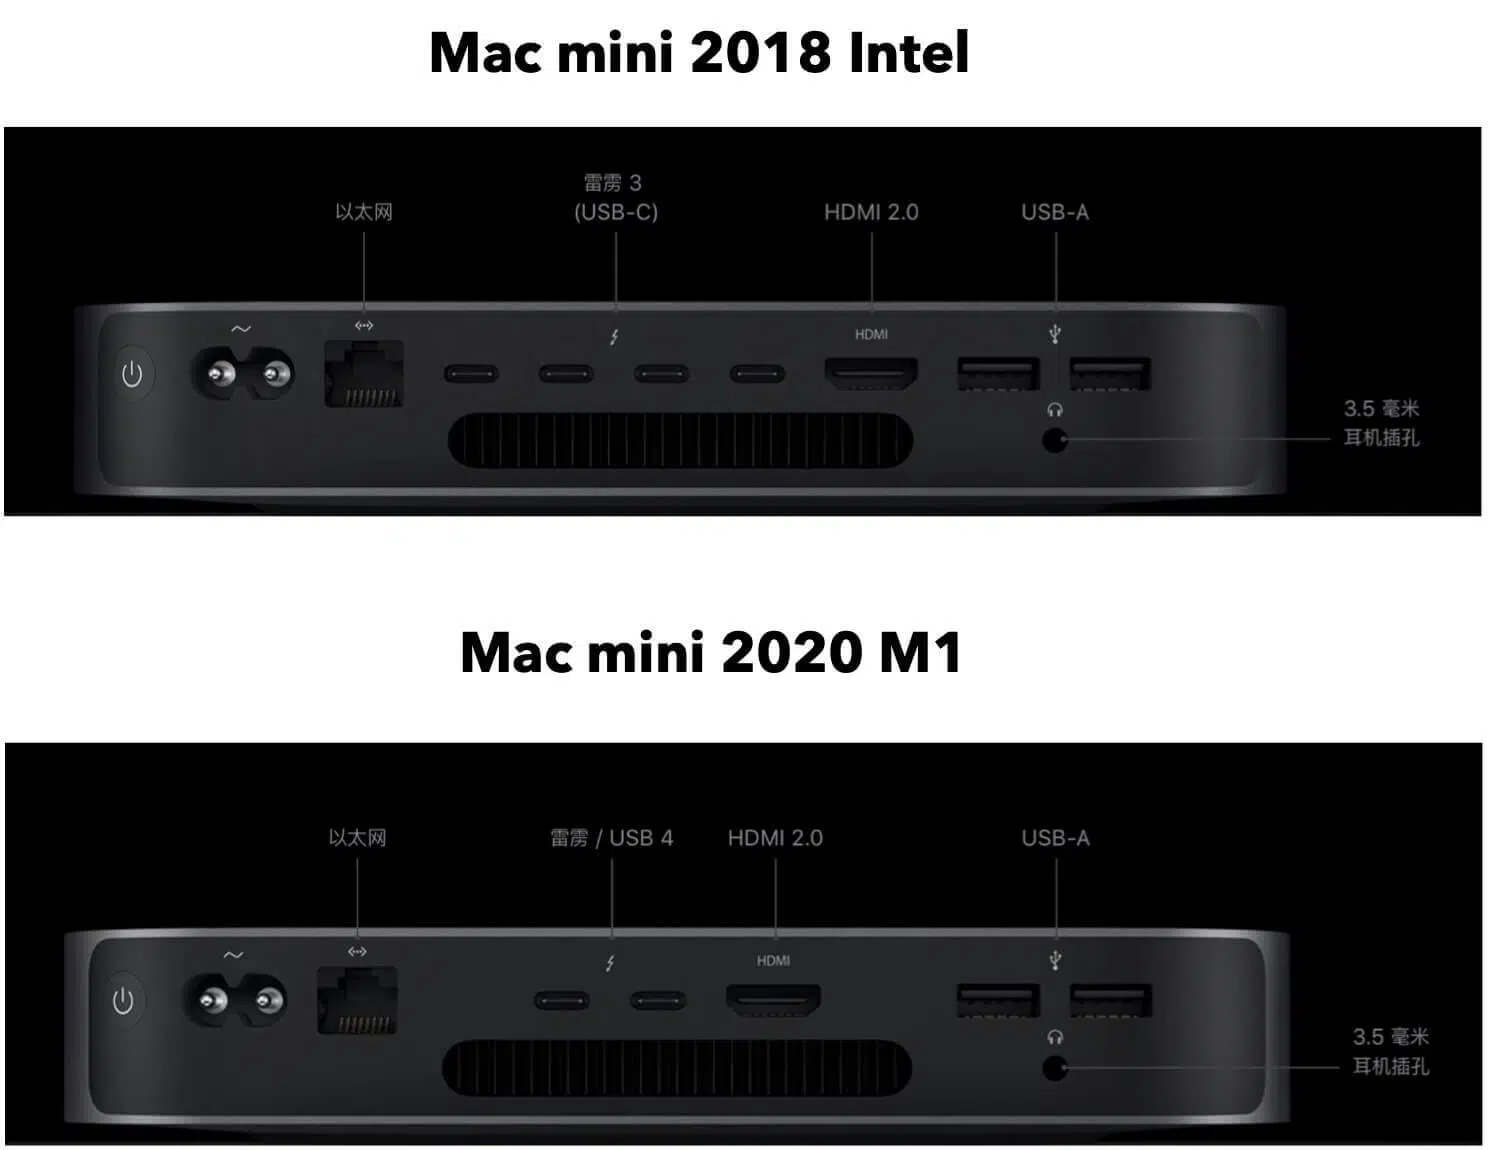 Mac mini 2018 Intel
雷雳 3
以太网 (USB-C) HDMI 2.0 USB-A
HDMI
3.5 毫米
耳机插孔
Mac mini 2020 M1
以太网 雷雳 / USB 4 HDMI 2.0 USB-A
HDMI
3.5 毫米
耳机插孔